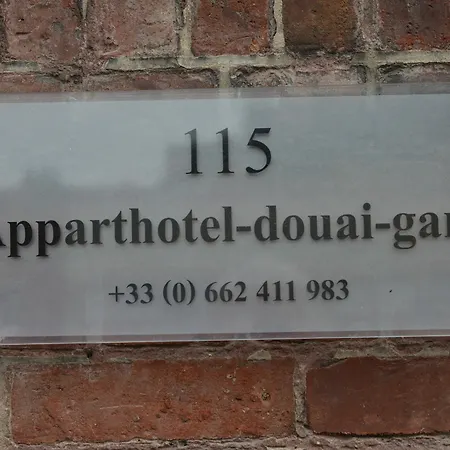 115
Apparthotel-douai-gar
+33 (0) 662 411 983